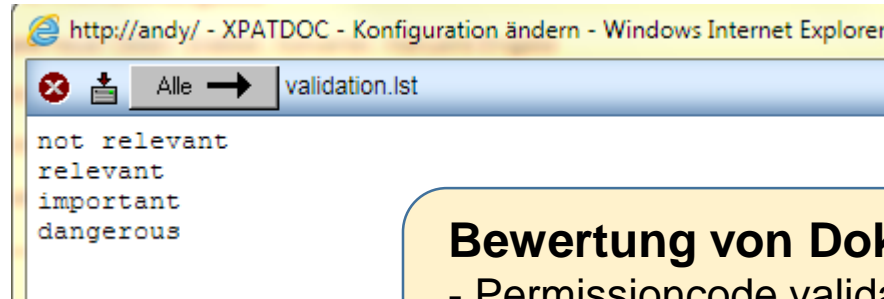 http://andy/ - XPATDOC - Konfiguration ändern - Windows Internet Explorer
Alle validation.lst
not relevant
relevant
important
dangerous
Bewertung von Dok
- Permissioncode valida